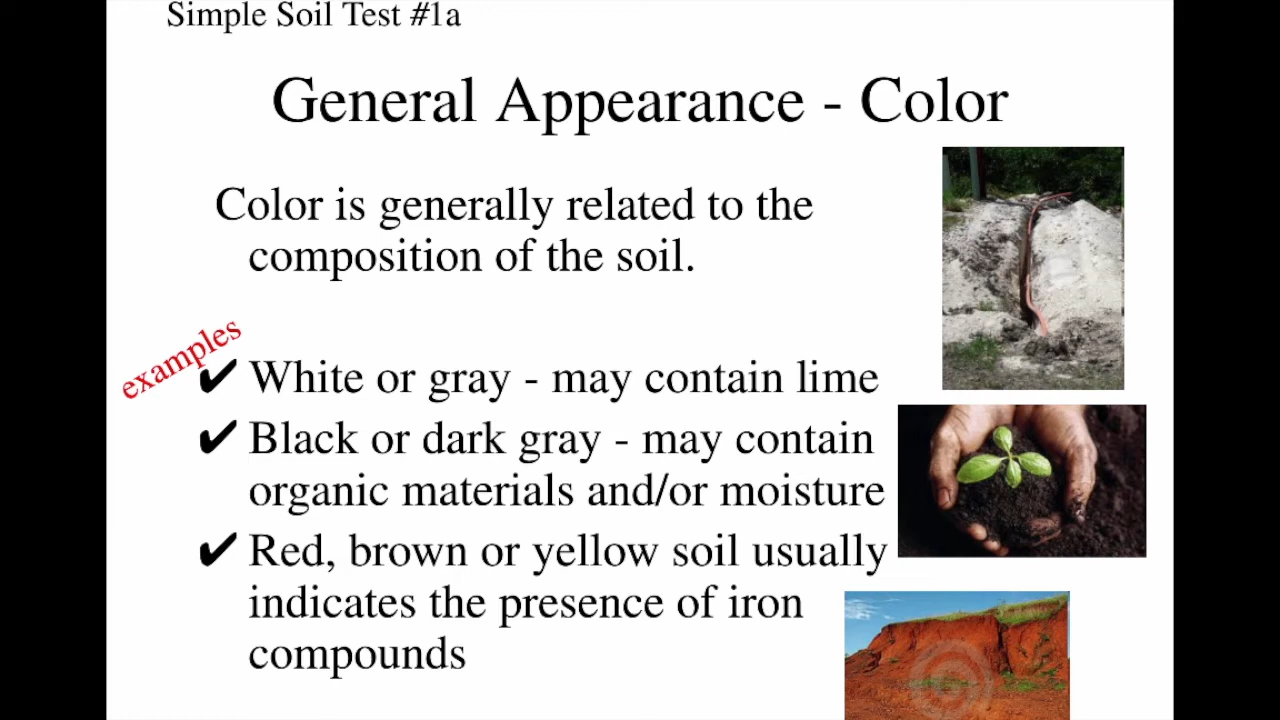 Simple Soil Test #1a
General Appearance - Color
Color is generally related to the
composition of the soil.
examples
✔ White or gray - may contain lime
✔ Black or dark gray - may contain
organic materials and/or moisture
✔ Red, brown or yellow soil usually
indicates the presence of iron
compounds